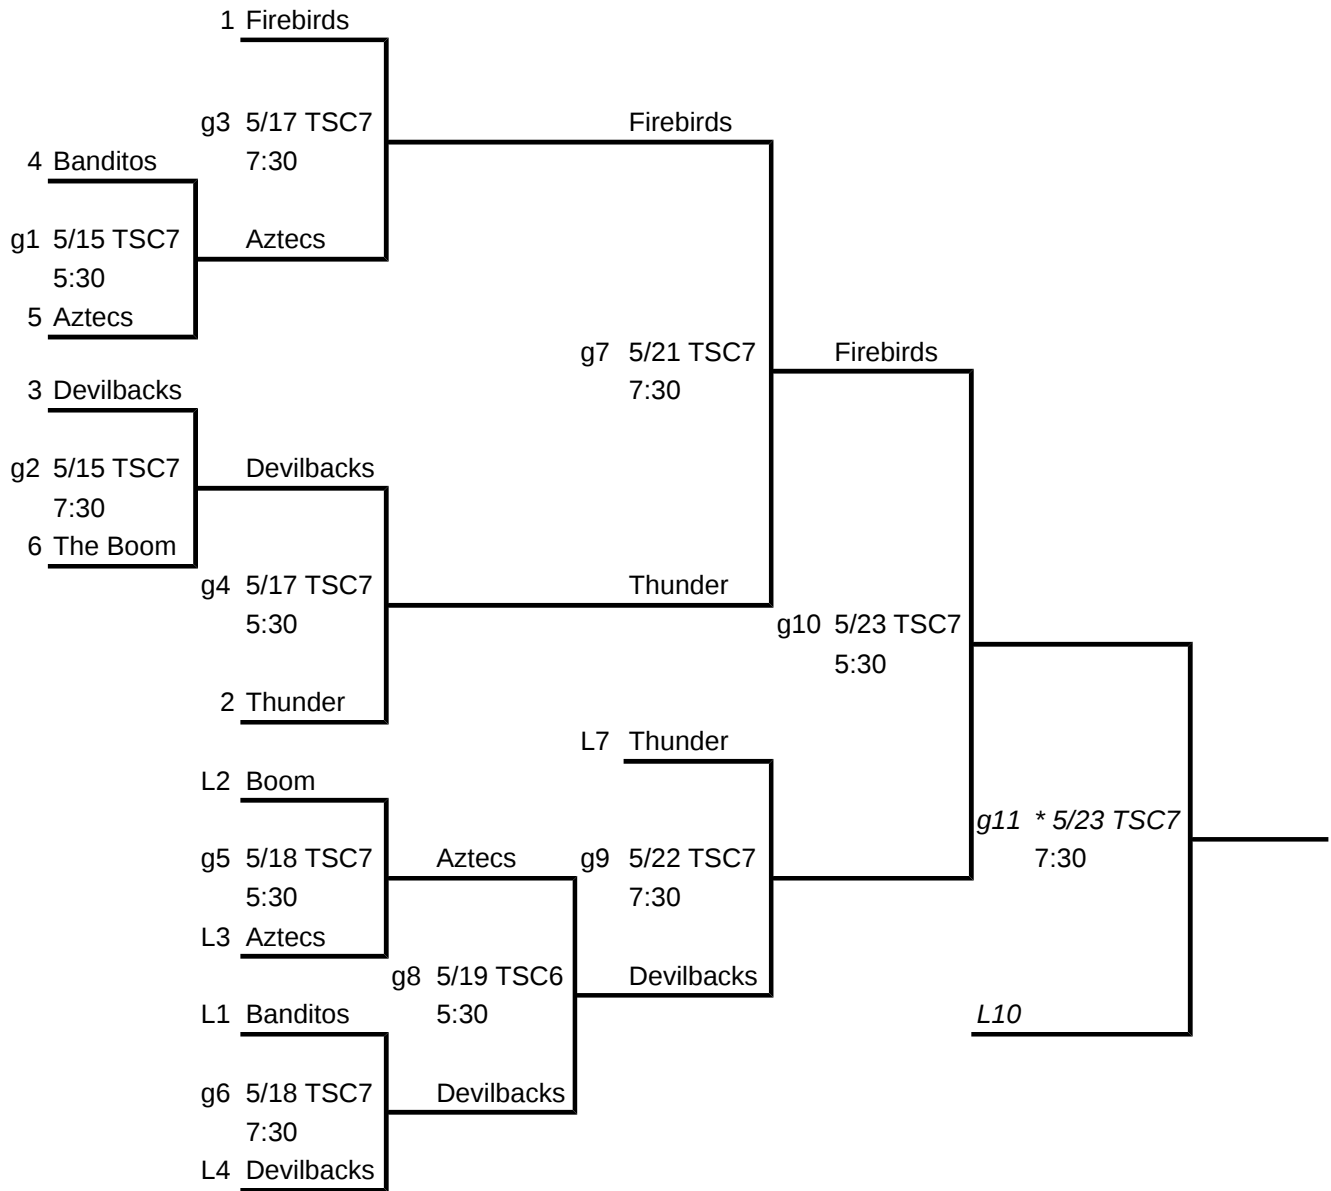 1 Firebirds
g3 5/17 TSC7 Firebirds
4 Banditos 7:30
g1 5/15 TSC7 Aztecs
5:30
5 Aztecs
g7 5/21 TSC7 Firebirds
3 Devilbacks 7:30
g2 5/15 TSC7 Devilbacks
7:30
6 The Boom
g4 5/17 TSC7 Thunder
5:30 g10 5/23 TSC7
5:30
2 Thunder
L7 Thunder
L2 Boom
g11 * 5/23 TSC7
g5 5/18 TSC7 Aztecs g9 5/22 TSC7 7:30
5:30 7:30
L3 Aztecs
g8 5/19 TSC6 Devilbacks
L1 Banditos 5:30 L10
g6 5/18 TSC7 Devilbacks
7:30
L4 Devilbacks